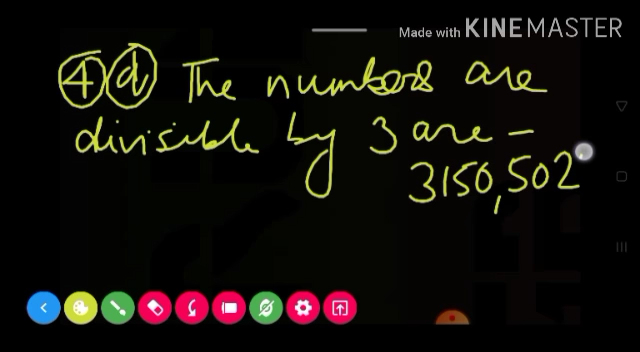 Made with KINEMASTER
4 d The numbers are
divisible by 3 are -
3150,502